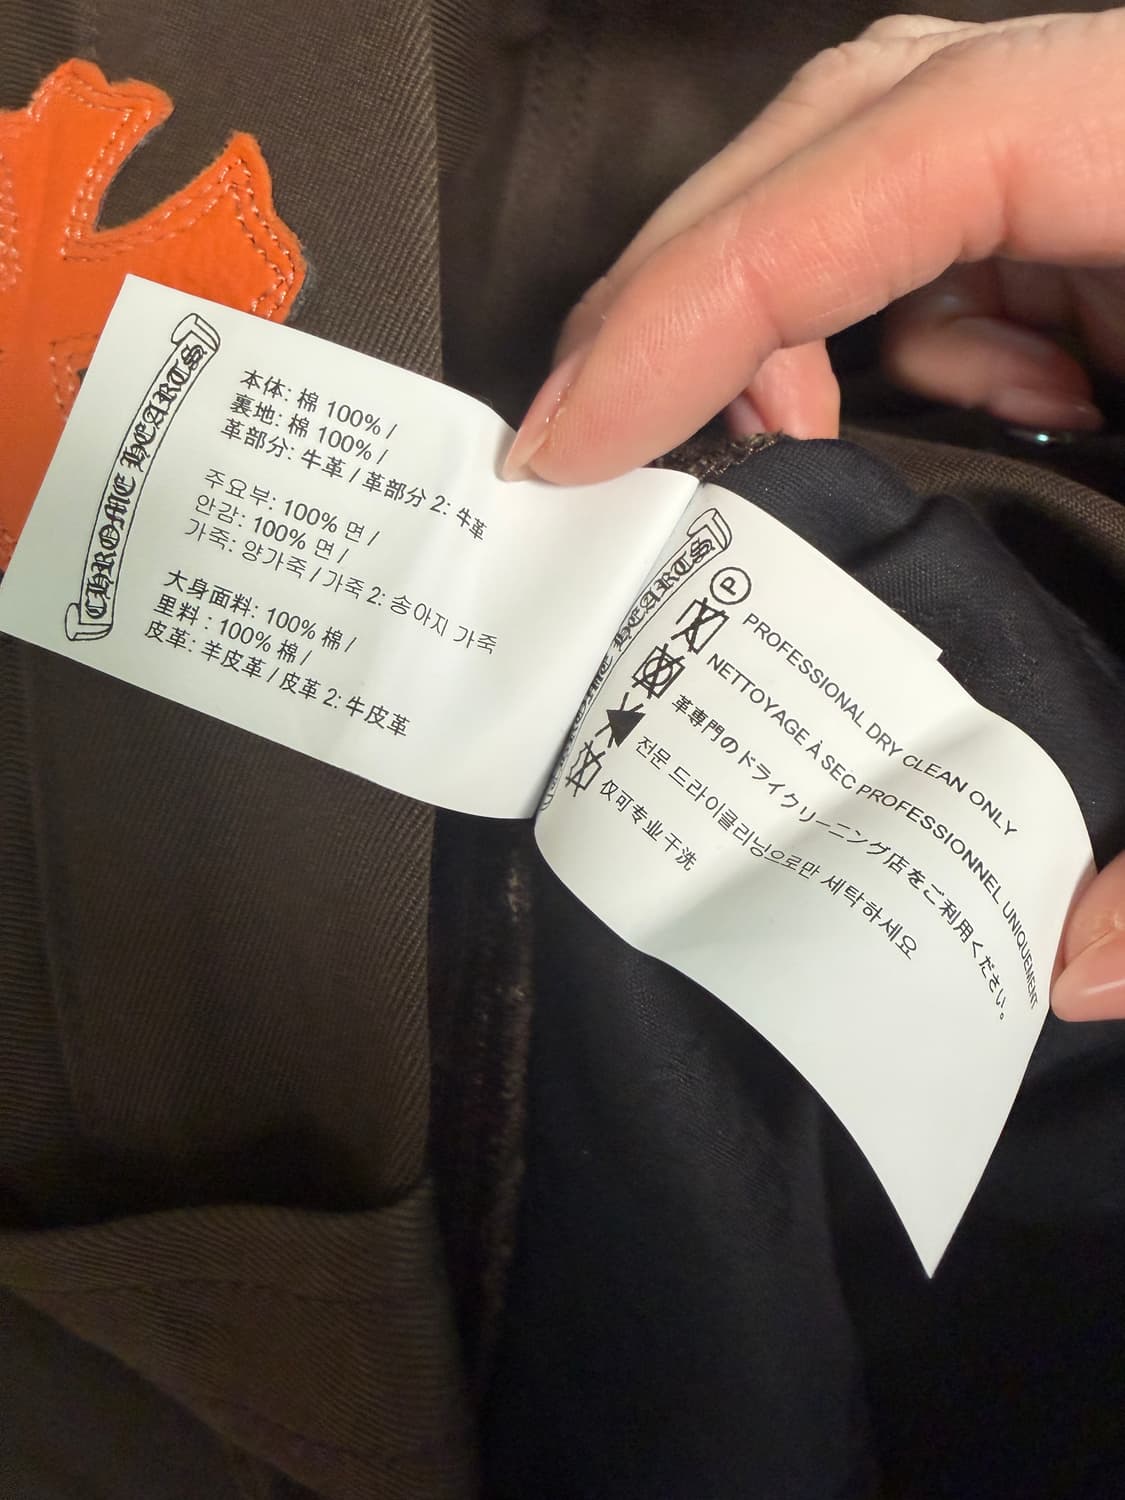 CHROME HEARTS
本体: 棉 100% /
裏地: 棉 100% /
革部分: 牛革 / 革部分 2: 牛革
주요부: 100% 면 /
안감: 100% 면 /
가죽: 양가죽 / 가죽 2: 송아지 가죽
大身面料: 100% 棉 /
里料 : 100% 棉 /
皮革: 羊皮革 / 皮革 2: 牛皮革
CHROME HEARTS
P
PROFESSIONAL DRY CLEAN ONLY
NETTOYAGE À SEC PROFESSIONNEL UNIQUEMENT
革専門のドライクリーニング店をご利用ください。
전문 드라이클리닝으로만 세탁하세요
仅可专业干洗